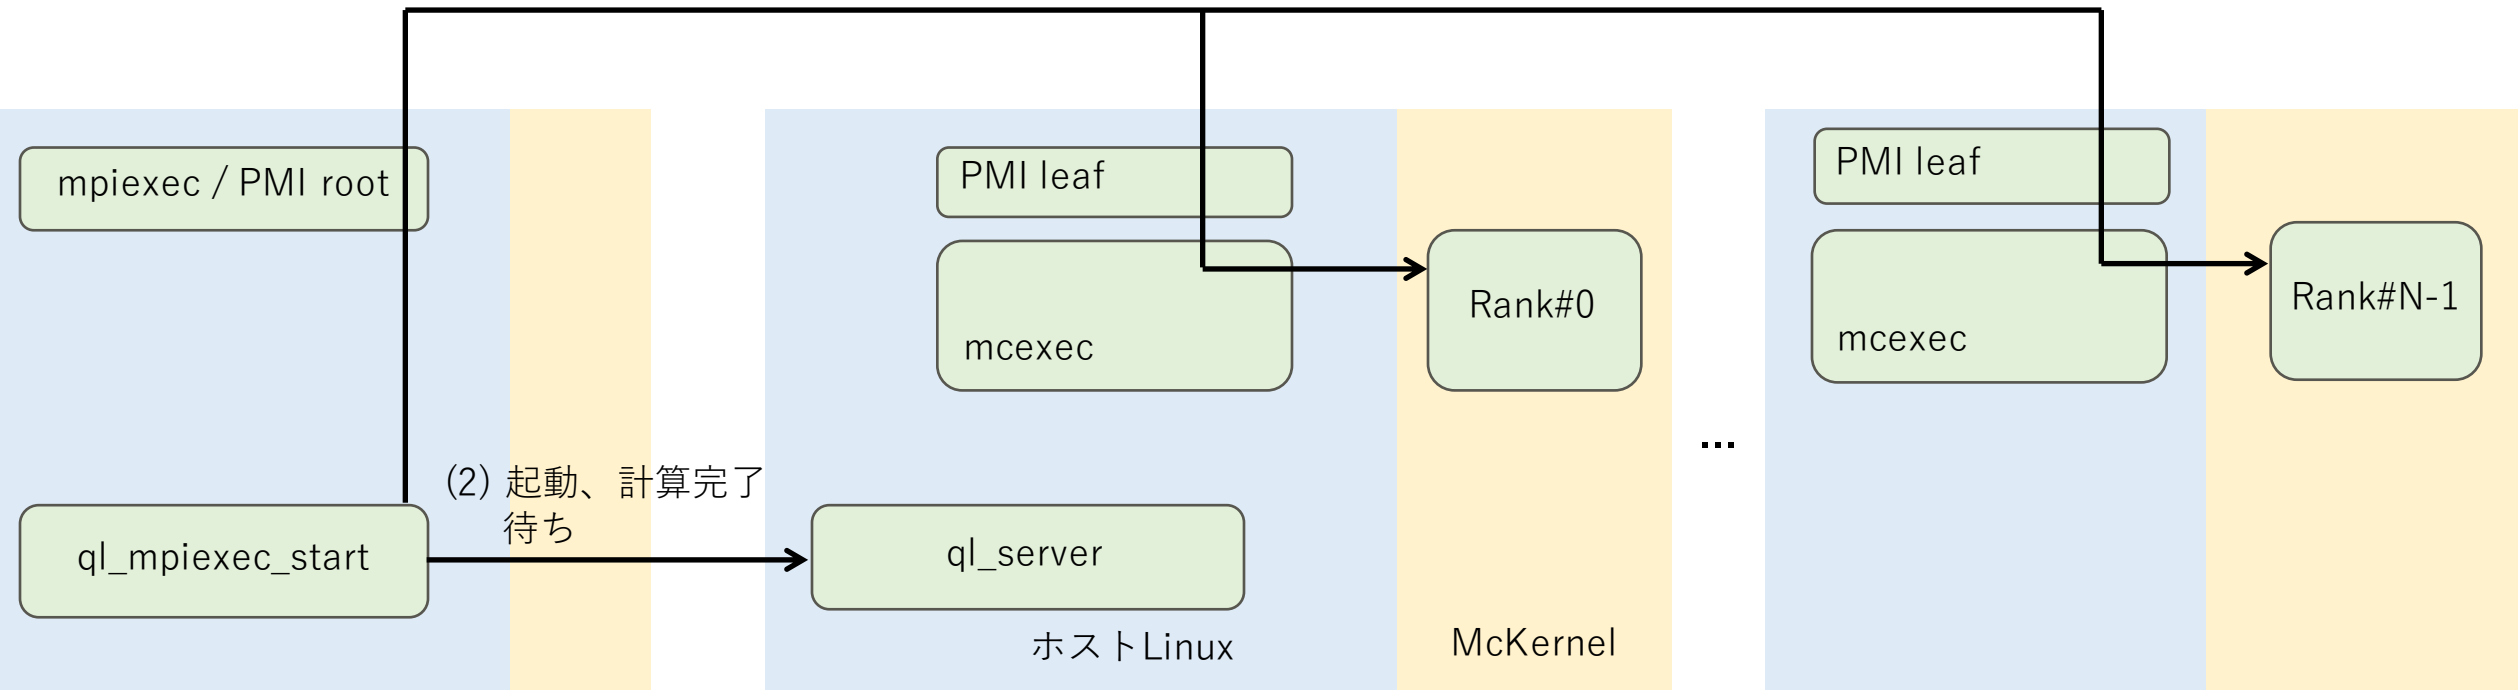 mpiexec / PMI root
PMI leaf
PMI leaf
mcexec
Rank#0
mcexec
Rank#N-1
...
(2) 起動、計算完了
待ち
ql_mpiexec_start
ql_server
ホストLinux
McKernel